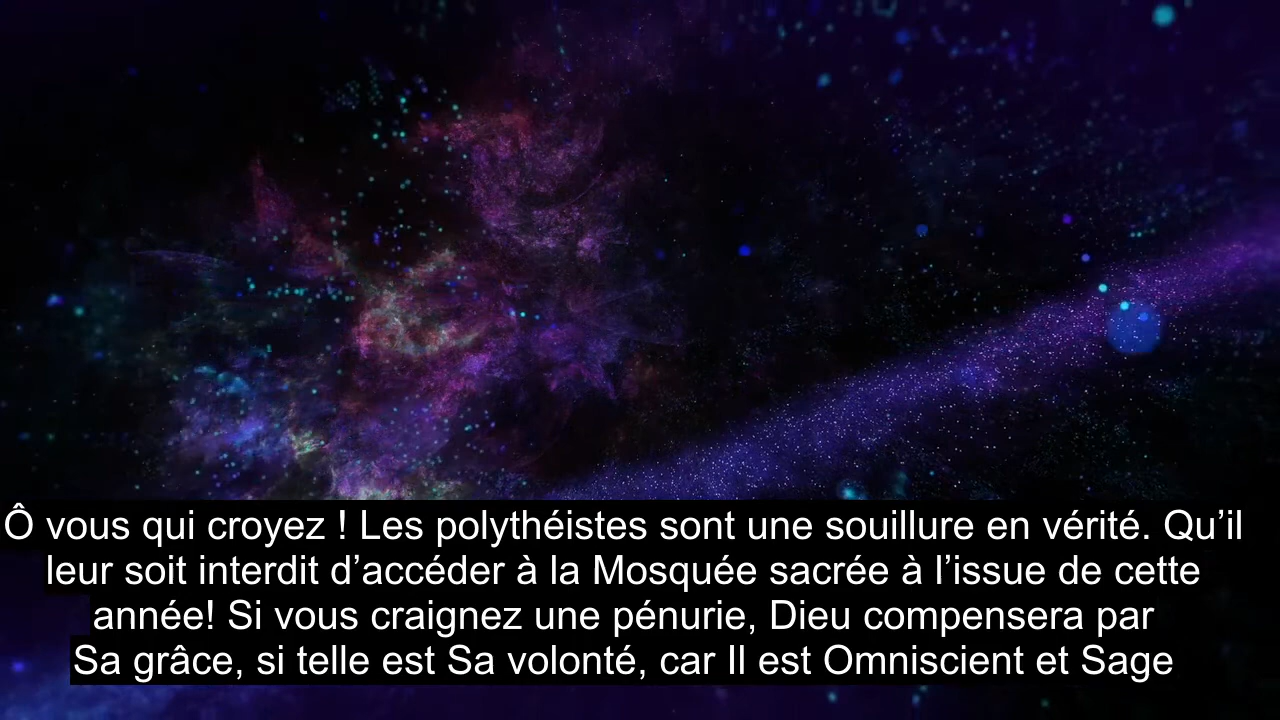 Ô vous qui croyez ! Les polythéistes sont une souillure en vérité. Qu’il
leur soit interdit d’accéder à la Mosquée sacrée à l’issue de cette
année! Si vous craignez une pénurie, Dieu compensera par
Sa grâce, si telle est Sa volonté, car Il est Omniscient et Sage